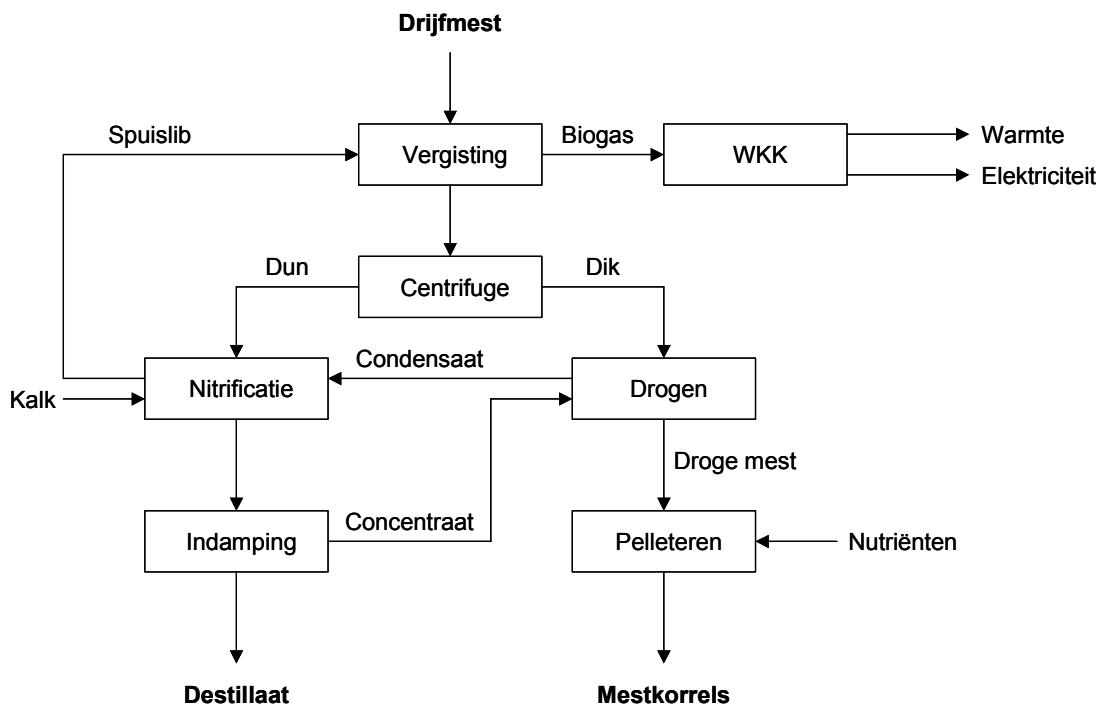 Drijfmest
Spuislib
Biogas
Warmte
Vergisting
WKK
Elektriciteit
Dun
Dik
Centrifuge
Condensaat
Nitrificatie
Drogen
Kalk
Droge mest
Concentraat
Indamping
Pelleteren
Nutriënten
Destillaat
Mestkorrels